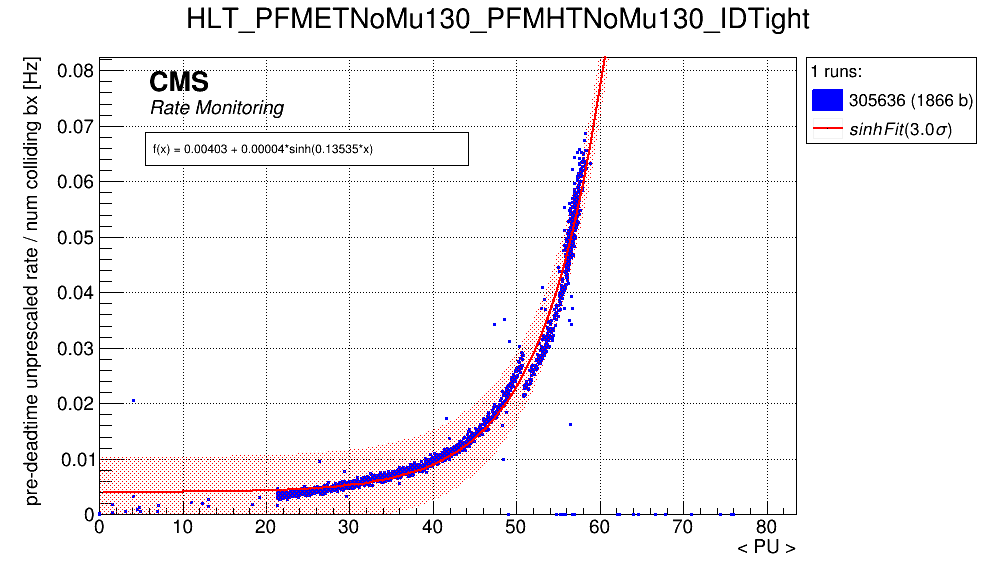 HLT_PFMETNoMu130_PFMHTNoMu130_IDTight
pre-deadtime unprescaled rate / num colliding bx [Hz]
0.08
0.07
0.06
0.05
0.04
0.03
0.02
0.01
0
CMS
Rate Monitoring
f(x) = 0.00403 + 0.00004*sinh(0.13535*x)
0 10 20 30 40 50 60 70 80
< PU >
1 runs:
305636 (1866 b)
sinhFit(3.0σ)